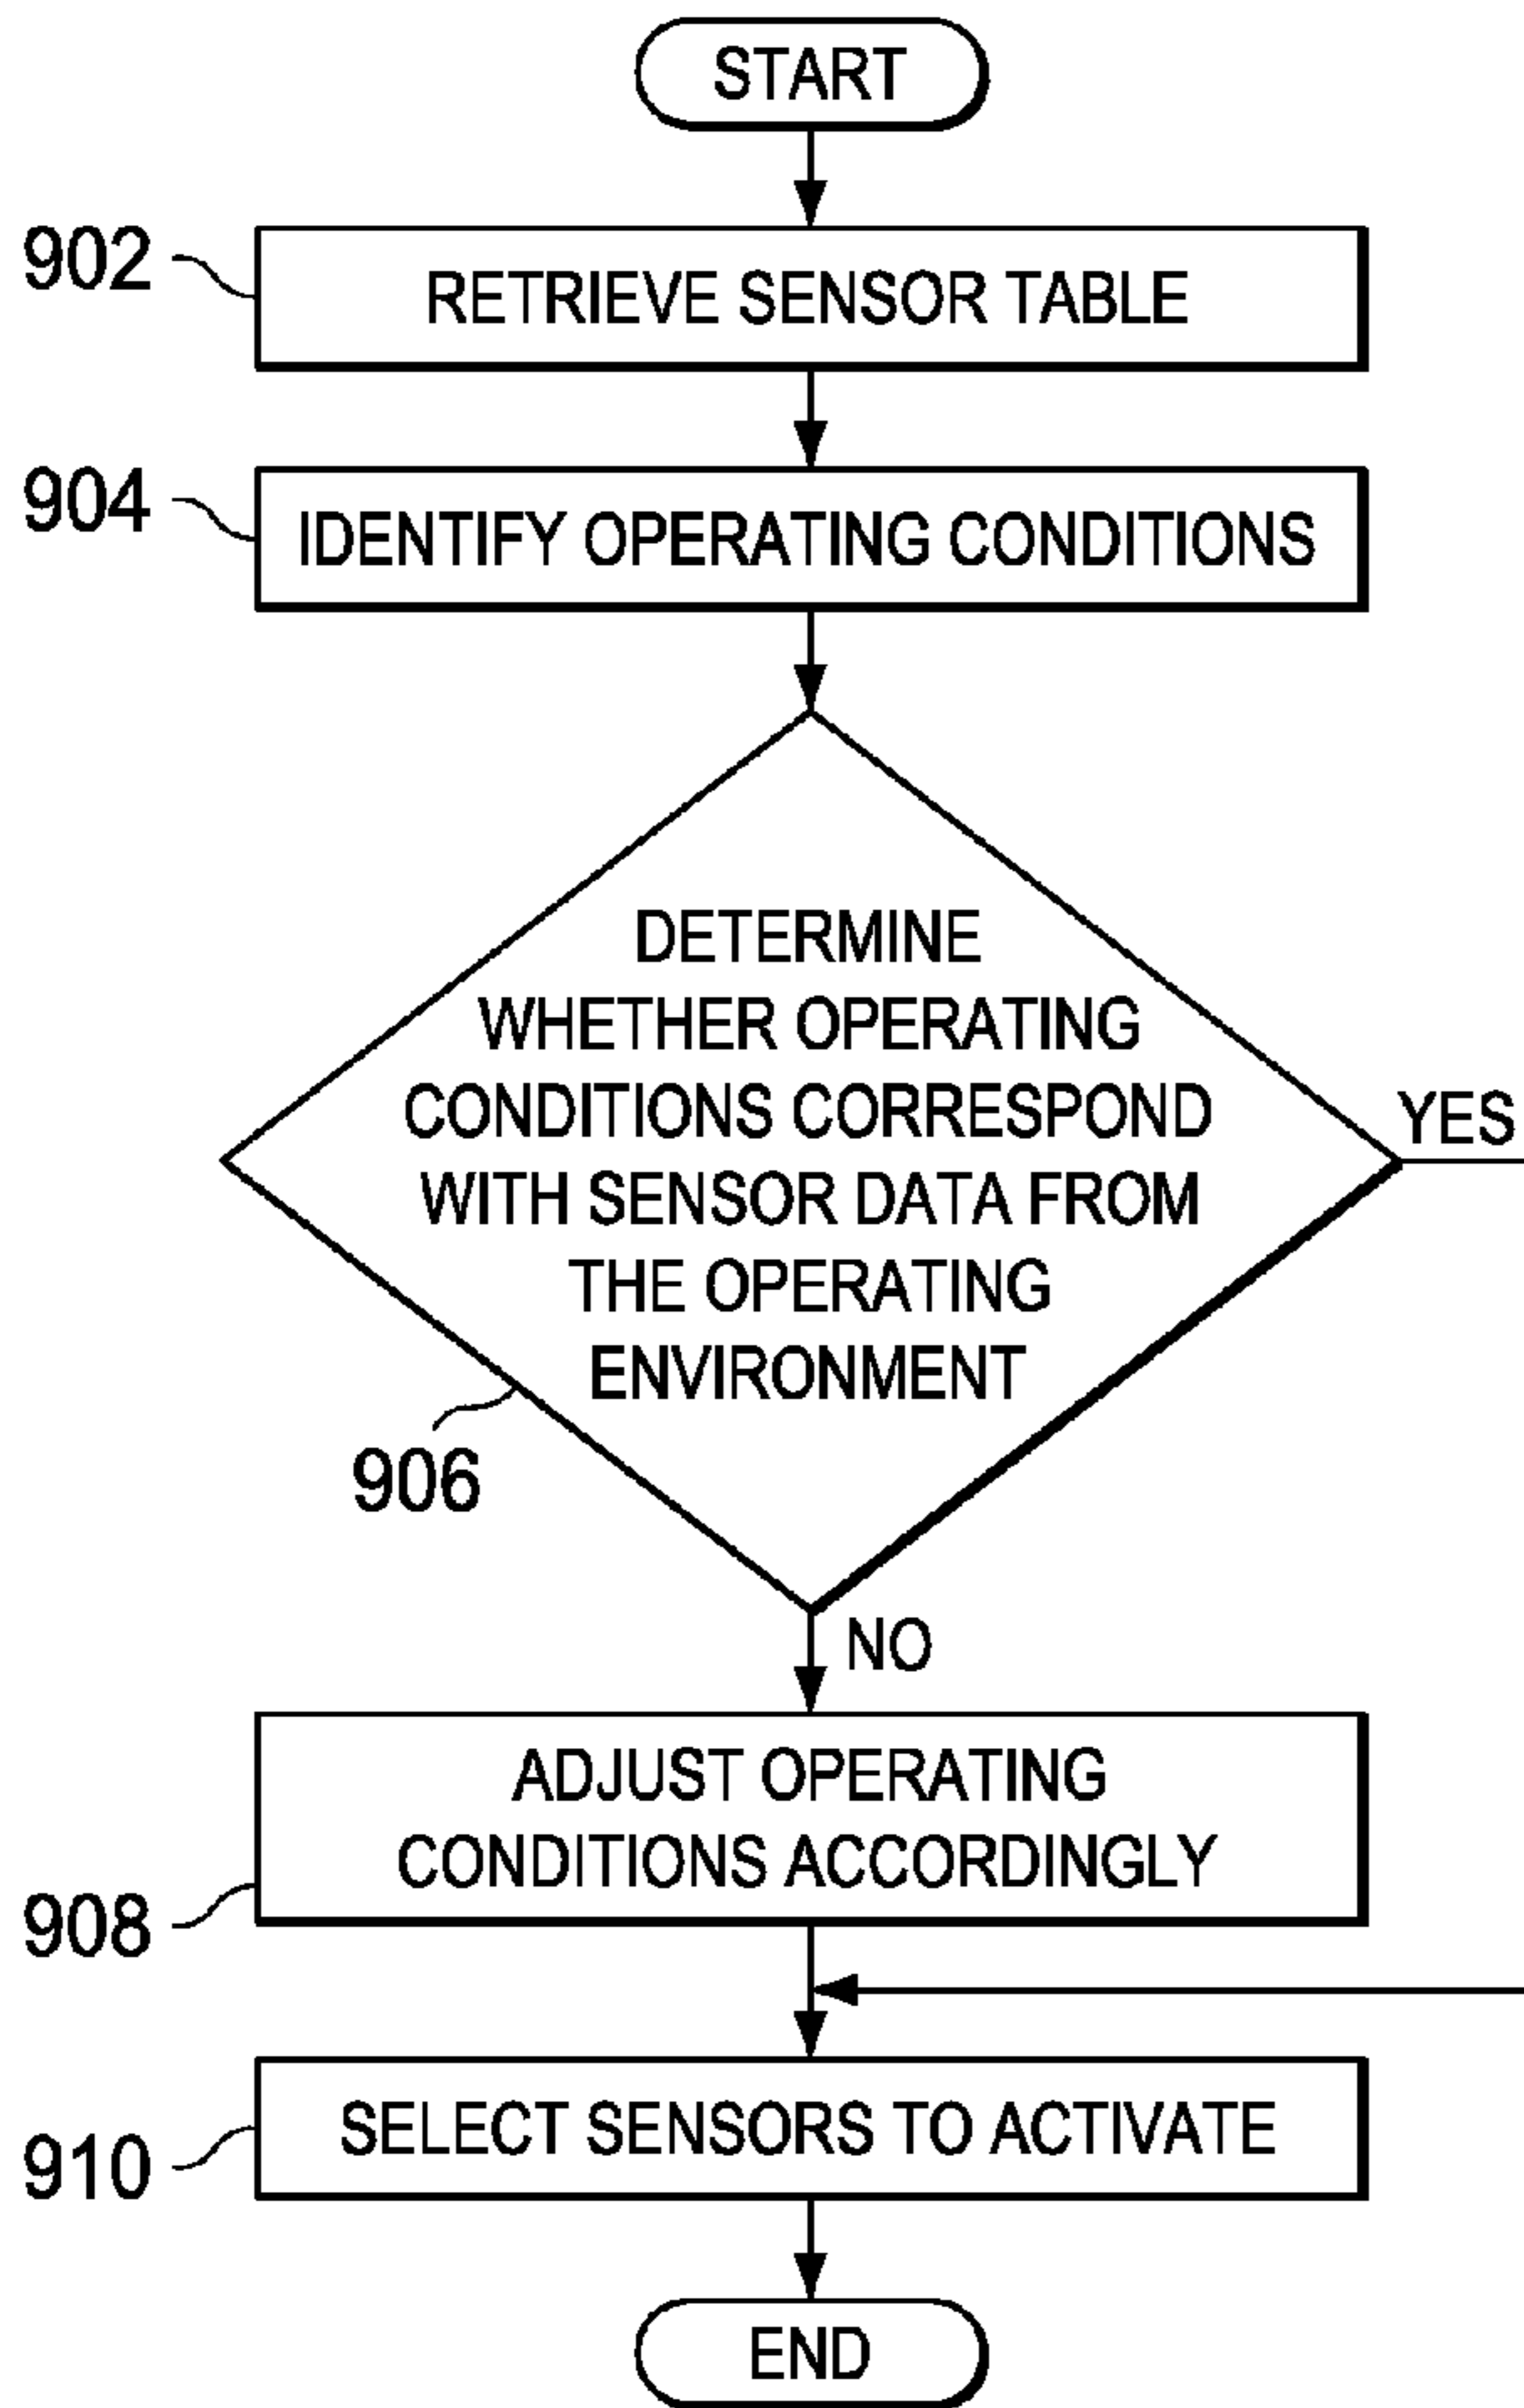 START
902
RETRIEVE SENSOR TABLE
904
IDENTIFY OPERATING CONDITIONS
DETERMINE
WHETHER OPERATING
CONDITIONS CORRESPOND
WITH SENSOR DATA FROM
THE OPERATING
ENVIRONMENT
YES
906
NO
ADJUST OPERATING
CONDITIONS ACCORDINGLY
908
SELECT SENSORS TO ACTIVATE
910
END